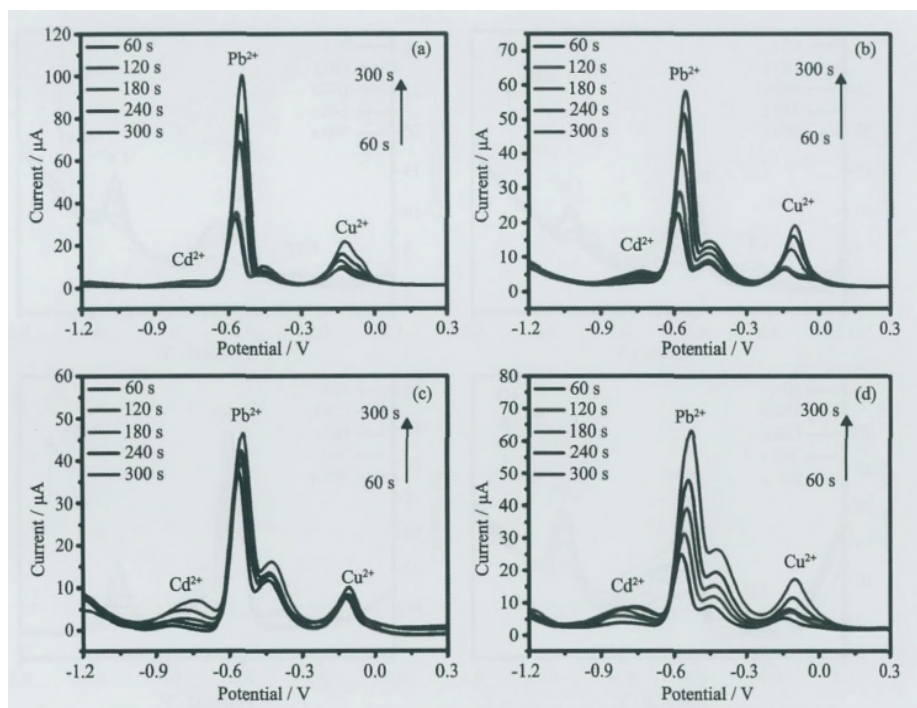 (a)
120
100
80
60
40
20
0
Current / μA
60 s
120 s
180 s
240 s
300 s
Pb²⁺
Cd²⁺
Cu²⁺
300 s
60 s
-1.2 -0.9 -0.6 -0.3 0.0 0.3
Potential / V
(b)
75
60
45
30
15
0
Current / μA
60 s
120 s
180 s
240 s
300 s
Pb²⁺
Cd²⁺
Cu²⁺
300 s
60 s
-1.2 -0.9 -0.6 -0.3 0.0 0.3
Potential / V
(c)
60
50
40
30
20
10
0
Current / μA
60 s
120 s
180 s
240 s
300 s
Pb²⁺
Cd²⁺
Cu²⁺
300 s
60 s
-1.2 -0.9 -0.6 -0.3 0.0 0.3
Potential / V
(d)
80
70
60
50
40
30
20
10
0
Current / μA
60 s
120 s
180 s
240 s
300 s
Pb²⁺
Cd²⁺
Cu²⁺
300 s
60 s
-1.2 -0.9 -0.6 -0.3 0.0 0.3
Potential / V